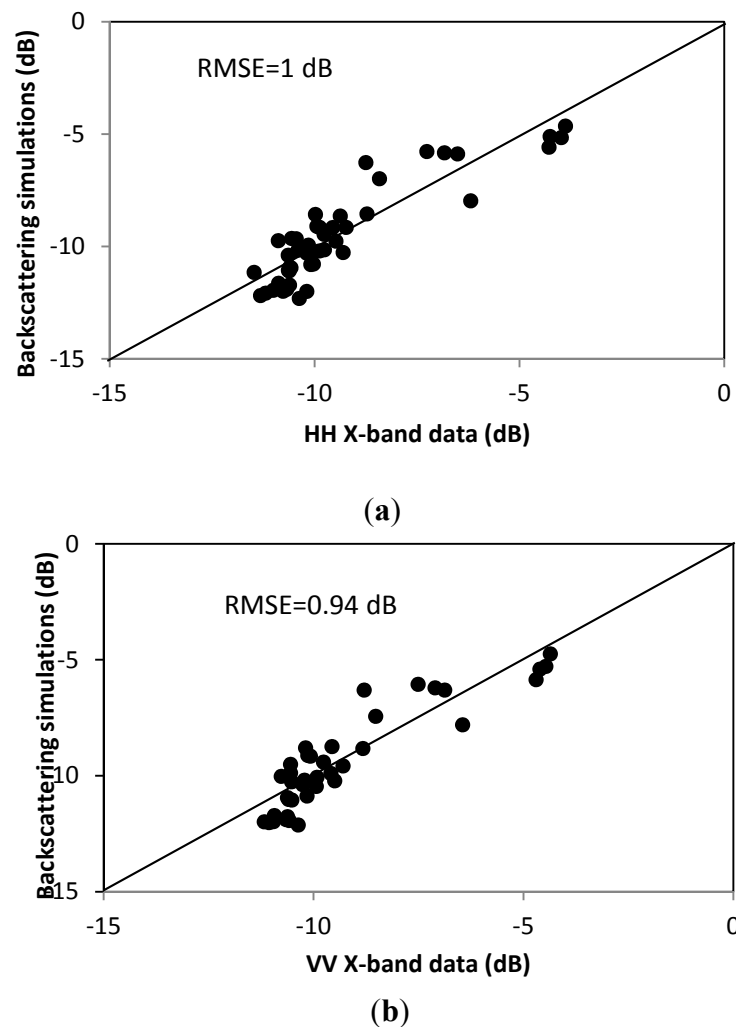 0
RMSE=1 dB
-5
-10
-15
Backscattering simulations (dB)
-15 -10 -5 0
HH X-band data (dB)
(a)
0
RMSE=0.94 dB
-5
10
15
Backscattering simulations (dB)
-15 -10 -5 0
VV X-band data (dB)
(b)